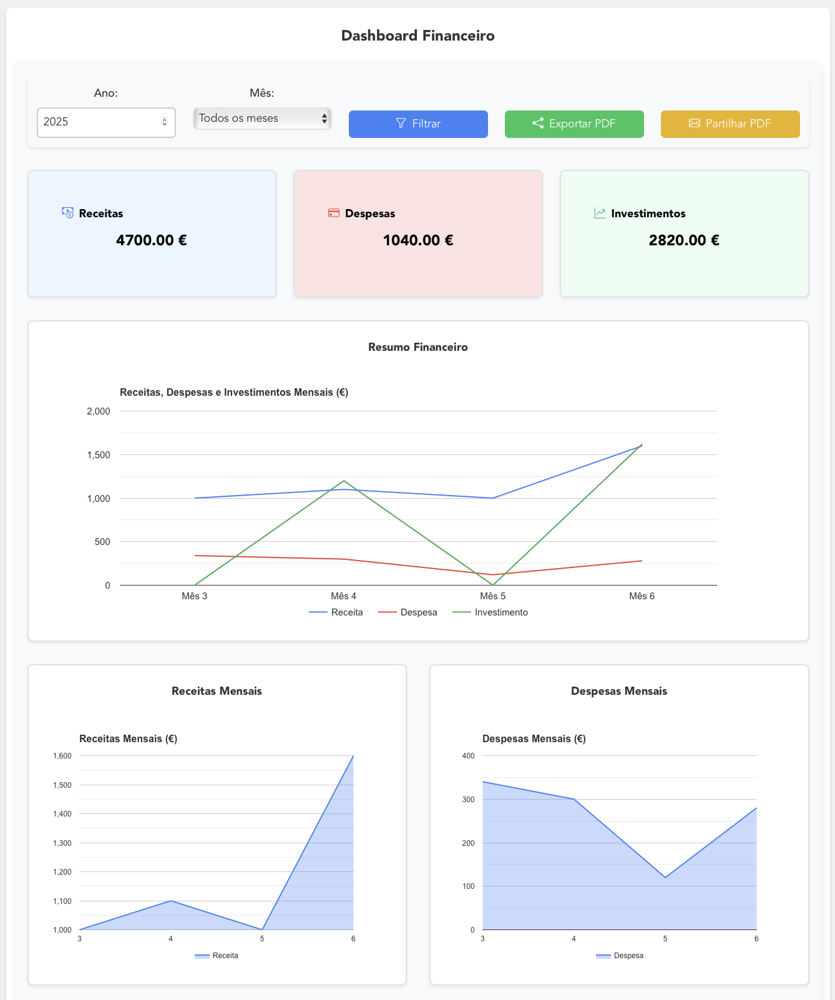 Dashboard Financeiro
Ano:
Mês:
2025
Todos os meses
Filtrar
Exportar PDF
Partilhar PDF
Receitas
4700.00 €
Despesas
1040.00 €
Investimentos
2820.00 €
Resumo Financeiro
Receitas, Despesas e Investimentos Mensais (€)
2,000
1,500
1,000
500
0
Mês 3 Mês 4 Mês 5 Mês 6
Receita Despesa Investimento
Receitas Mensais
Receitas Mensais (€)
1,600
1,500
1,400
1,300
1,200
1,100
1,000
3 4 5 6
Receita
Despesas Mensais
Despesas Mensais (€)
400
300
200
100
0
3 4 5 6
Despesa